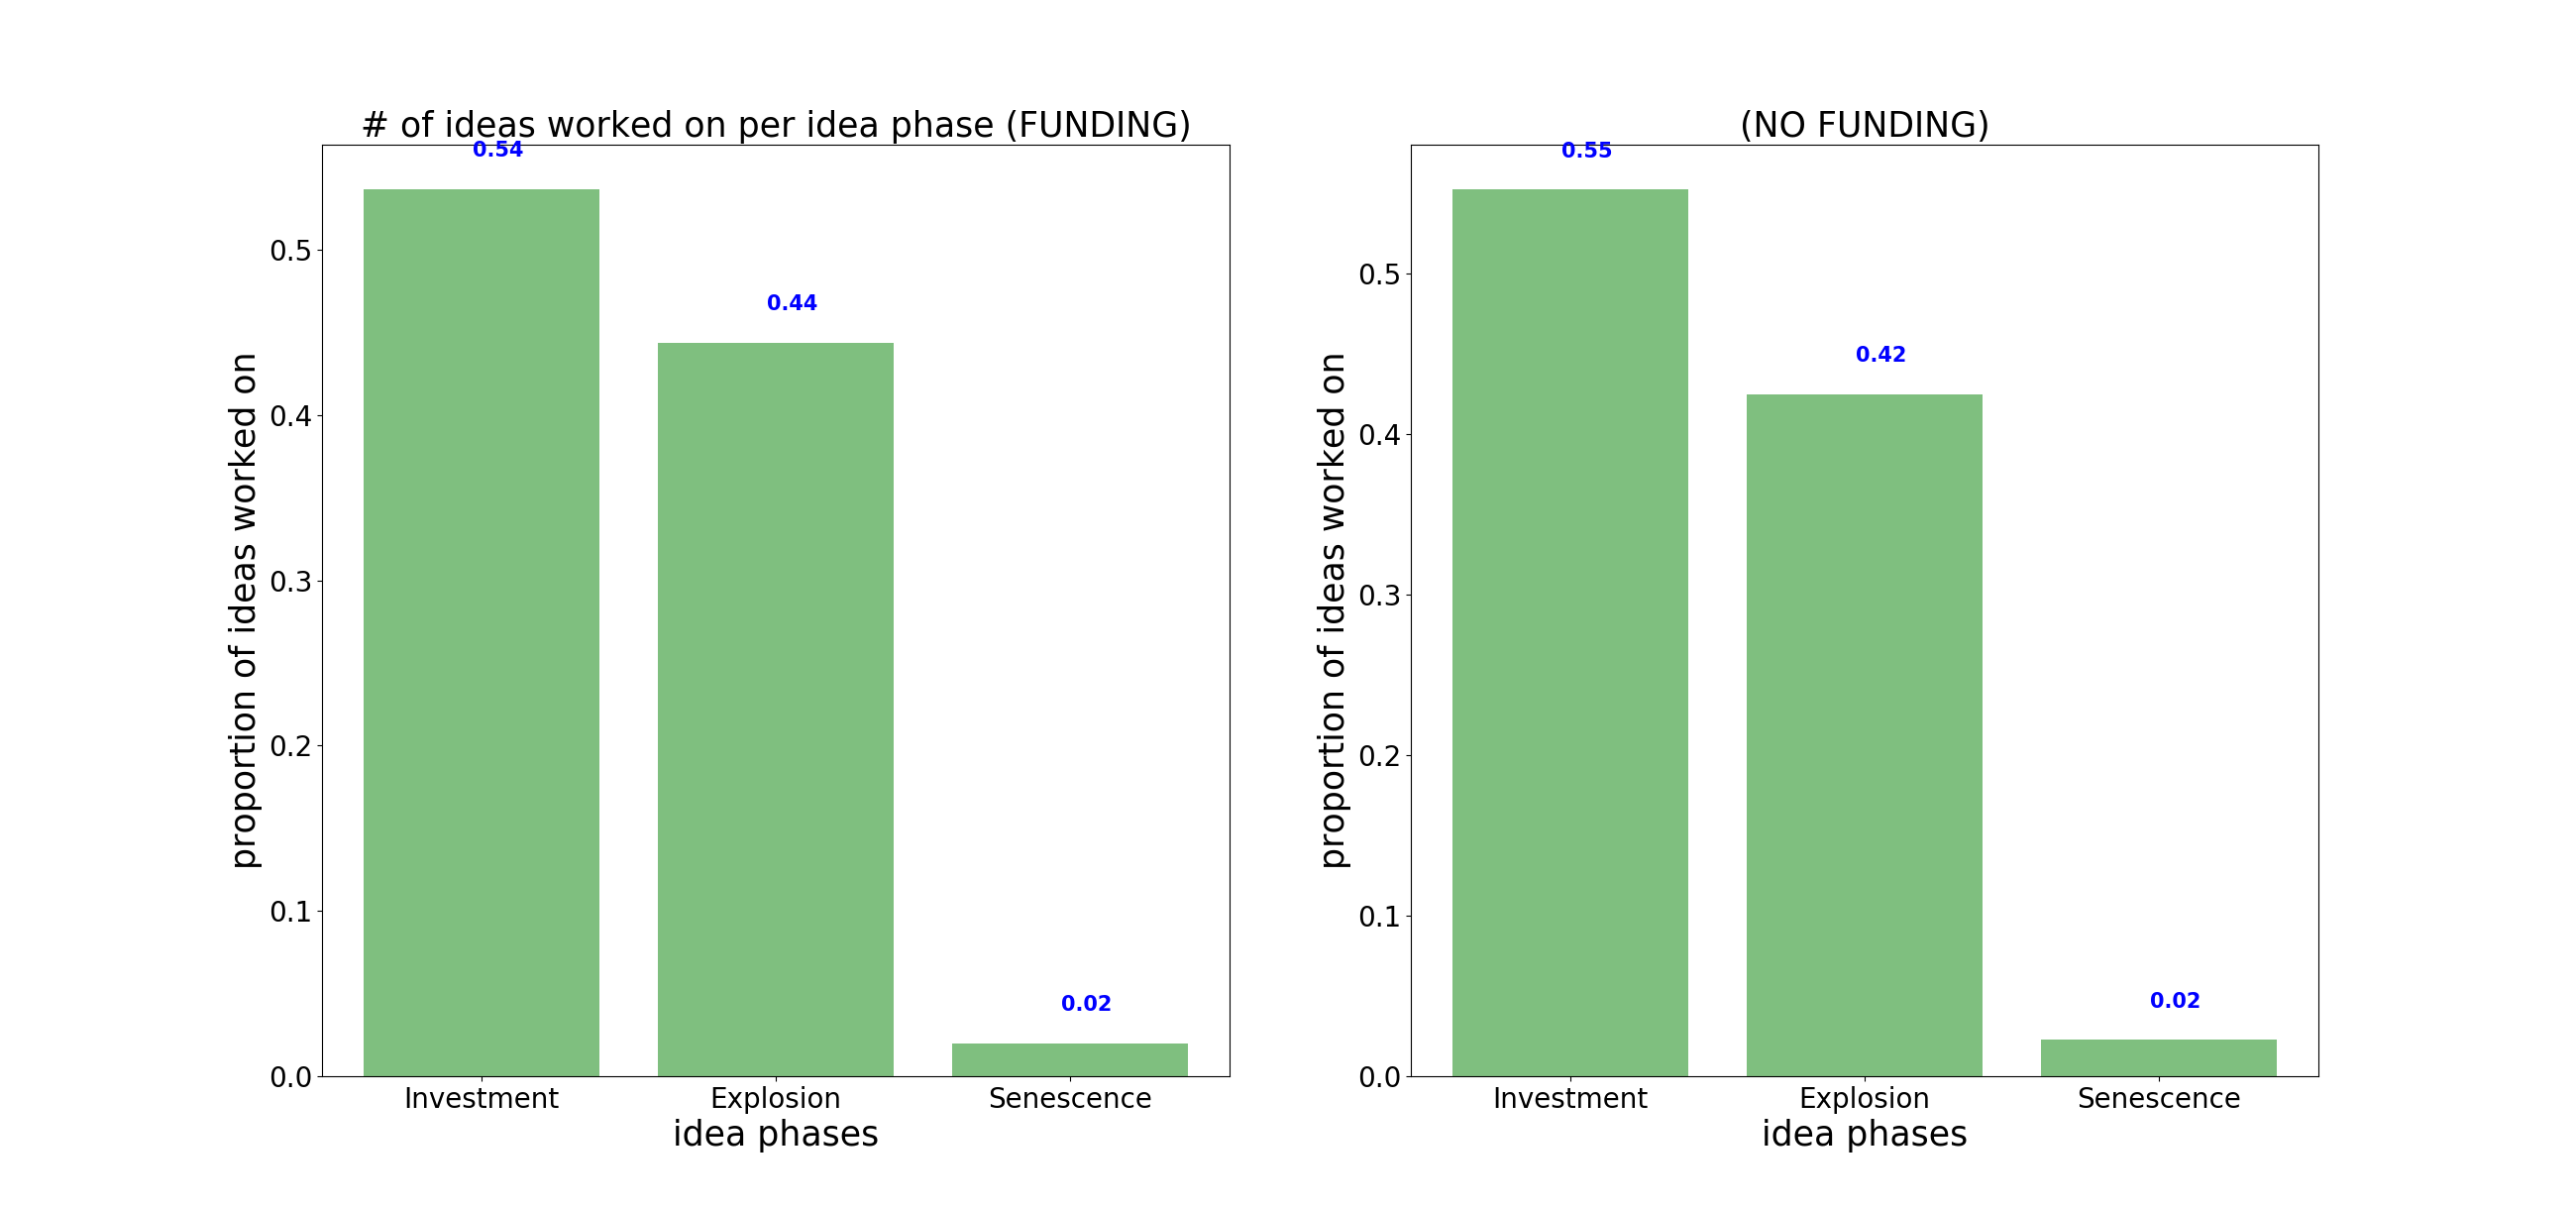 # of ideas worked on per idea phase (FUNDING)
0.54
0.44
0.02
0.5
0.4
0.3
0.2
0.1
0.0
proportion of ideas worked on
Investment Explosion Senescence
idea phases
(NO FUNDING)
0.55
0.42
0.02
0.5
0.4
0.3
0.2
0.1
0.0
proportion of ideas worked on
Investment Explosion Senescence
idea phases